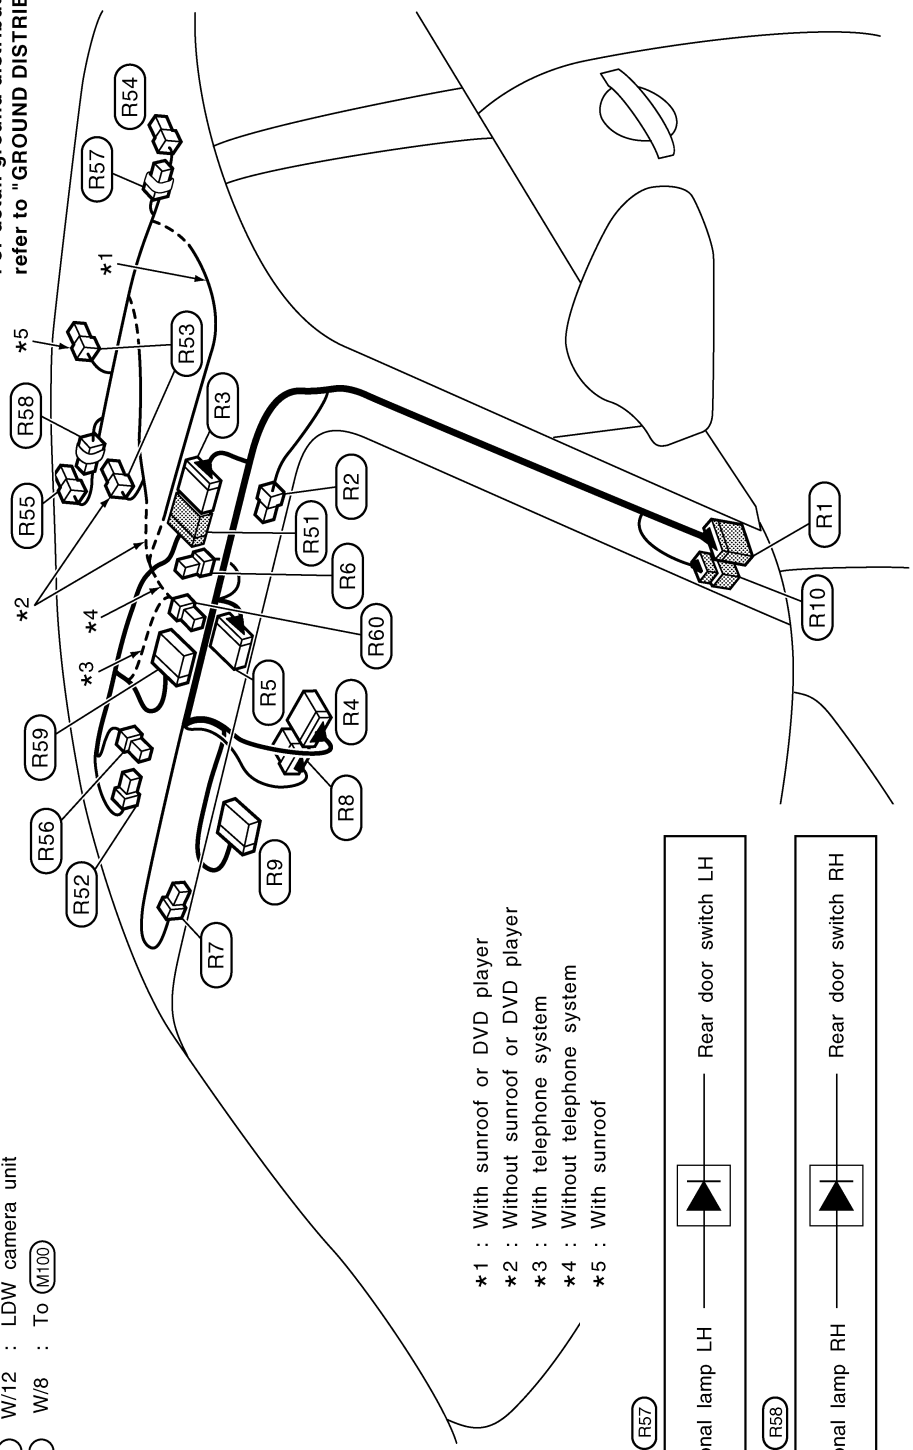 refer to "GROUND
W/12 : LDW camera unit
W/8 : To M100
R54
R57
*1
*5
R53
R58
R3
R55
R2
R51
R1
R6
*2
*4
R10
R60
*3
R5
R4
R59
R8
R56
R9
R52
R7
*1 : With sunroof or DVD player
*2 : Without sunroof or DVD player
*3 : With telephone system
*4 : Without telephone system
*5 : With sunroof
R57
lamp LH
Rear door switch LH
R58
lamp RH
Rear door switch RH